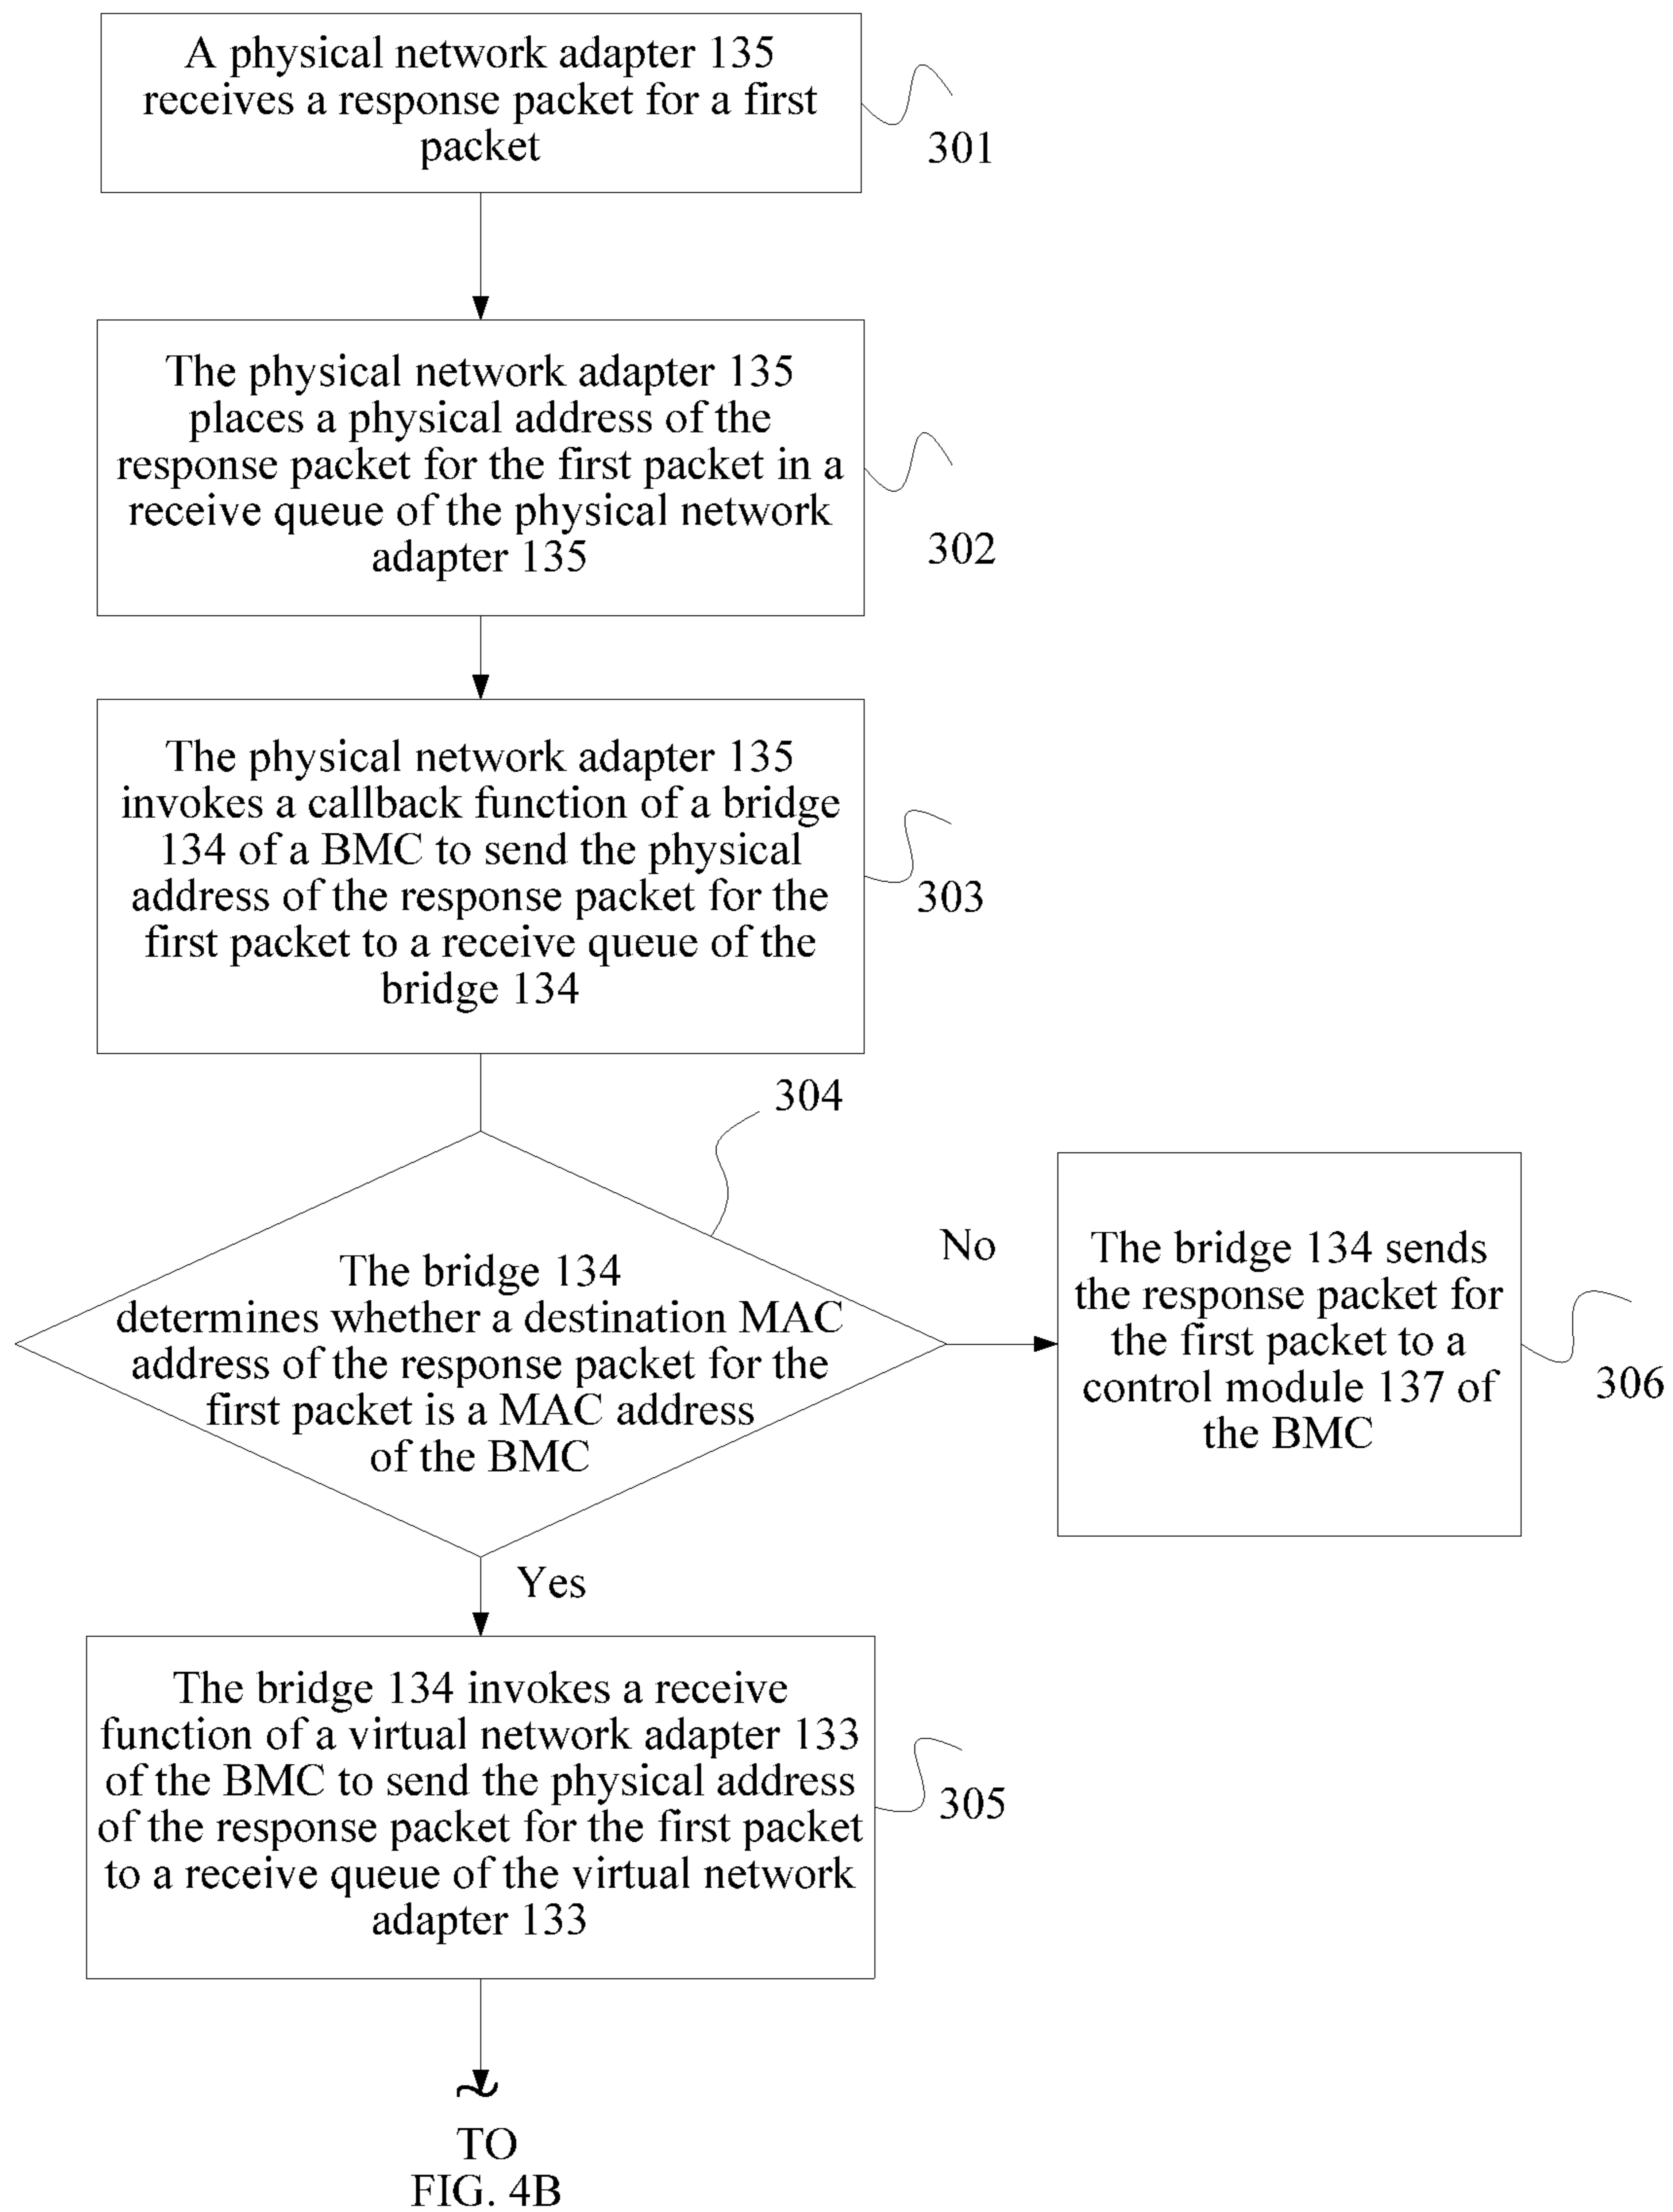 A physical network adapter 135
receives a response packet for a first
packet
301
The physical network adapter 135
places a physical address of the
response packet for the first packet in a
receive queue of the physical network
adapter 135
302
The physical network adapter 135
invokes a callback function of a bridge
134 of a BMC to send the physical
address of the response packet for the
first packet to a receive queue of the
bridge 134
303
304
The bridge 134
determines whether a destination MAC
address of the response packet for the
first packet is a MAC address
of the BMC
No
The bridge 134 sends
the response packet for
the first packet to a
control module 137 of
the BMC
306
Yes
The bridge 134 invokes a receive
function of a virtual network adapter 133
of the BMC to send the physical address
of the response packet for the first packet
to a receive queue of the virtual network
adapter 133
305
TO
FIG. 4B